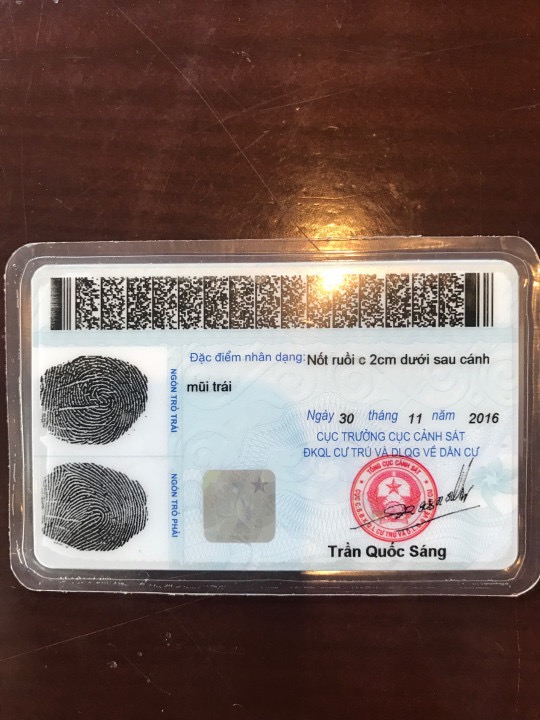 Đặc điểm nhân dạng: Nốt ruồi c 2cm dưới sau cánh
mũi trái
NGÓN TRỎ TRÁI
Ngày 30 tháng 11 năm 2016
CỤC TRƯỞNG CỤC CẢNH SÁT
ĐKQL CƯ TRÚ VÀ DLQG VỀ DÂN CƯ
NGÓN TRỎ PHẢI
TỔNG CỤC CẢNH SÁT
Trần Quốc Sáng